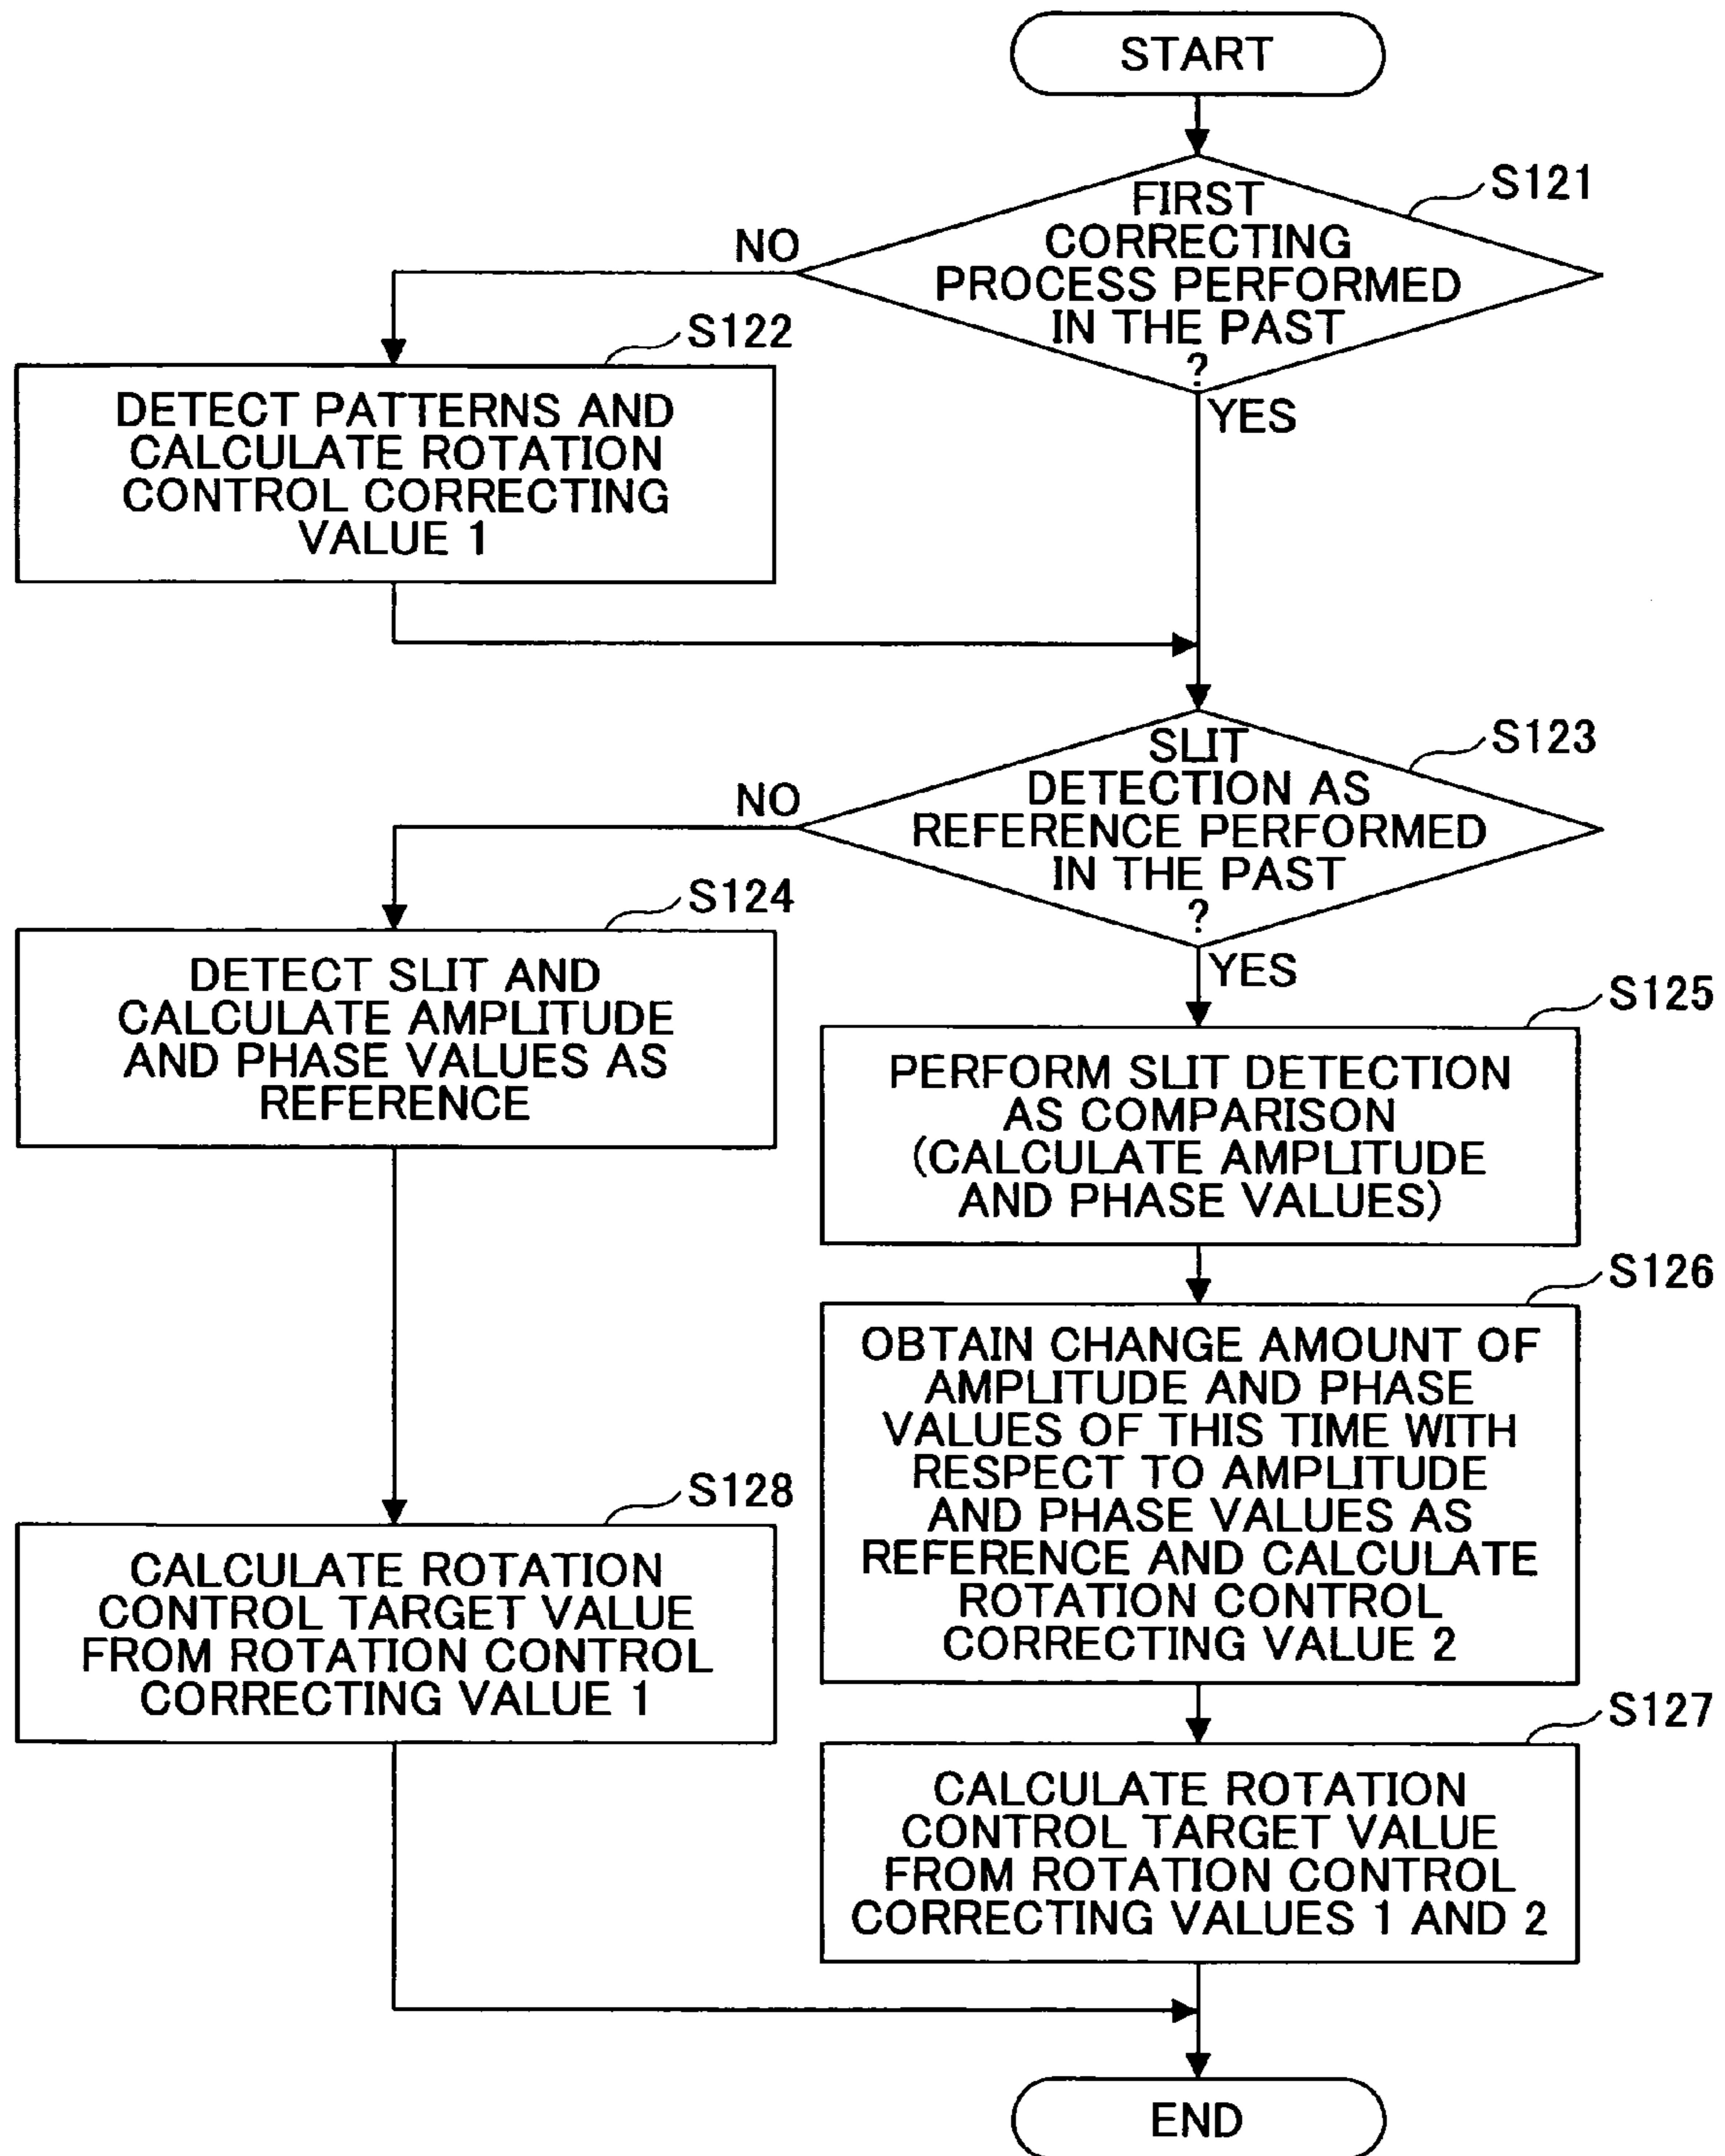 START
S121
FIRST
CORRECTING
PROCESS PERFORMED
IN THE PAST
?
NO
YES
S122
DETECT PATTERNS AND
CALCULATE ROTATION
CONTROL CORRECTING
VALUE 1
S123
SLIT
DETECTION AS
REFERENCE PERFORMED
IN THE PAST
?
NO
YES
S124
DETECT SLIT AND
CALCULATE AMPLITUDE
AND PHASE VALUES AS
REFERENCE
S125
PERFORM SLIT DETECTION
AS COMPARISON
(CALCULATE AMPLITUDE
AND PHASE VALUES)
S126
OBTAIN CHANGE AMOUNT OF
AMPLITUDE AND PHASE
VALUES OF THIS TIME WITH
RESPECT TO AMPLITUDE
AND PHASE VALUES AS
REFERENCE AND CALCULATE
ROTATION CONTROL
CORRECTING VALUE 2
S128
CALCULATE ROTATION
CONTROL TARGET VALUE
FROM ROTATION CONTROL
CORRECTING VALUE 1
S127
CALCULATE ROTATION
CONTROL TARGET VALUE
FROM ROTATION CONTROL
CORRECTING VALUES 1 AND 2
END